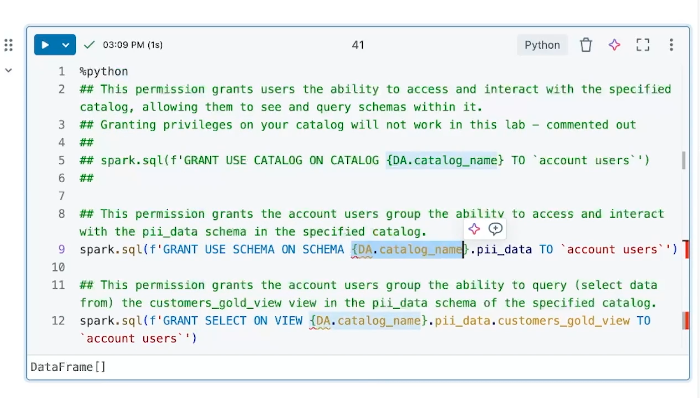 03:09 PM (1s)
41
Python
1 %python
2 ## This permission grants users the ability to access and interact with the specified
catalog, allowing them to see and query schemas within it.
3 ## Granting privileges on your catalog will not work in this lab – commented out
4 ##
5 ## spark.sql(f'GRANT USE CATALOG ON CATALOG {DA.catalog_name} TO `account users`')
6 ##
7
8 ## This permission grants the account users group the ability to access and interact
with the pii_data schema in the specified catalog.
9 spark.sql(f'GRANT USE SCHEMA ON SCHEMA {DA.catalog_name}.pii_data TO `account users`')
10
11 ## This permission grants the account users group the ability to query (select data
from) the customers_gold_view view in the pii_data schema of the specified catalog.
12 spark.sql(f'GRANT SELECT ON VIEW {DA.catalog_name}.pii_data.customers_gold_view TO
`account users`')
DataFrame[]